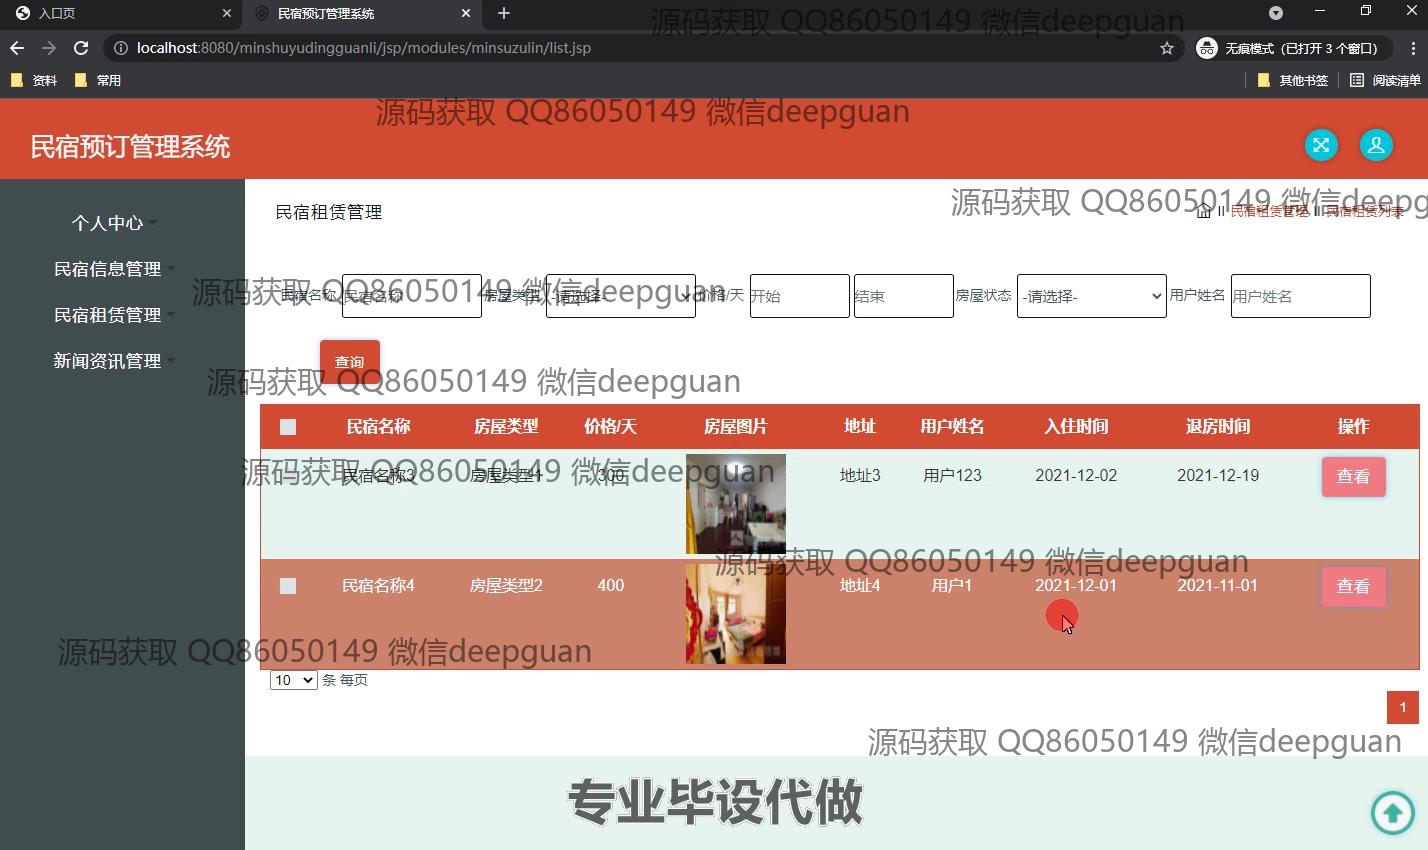 入口页
民宿预订管理系统
源码获取 QQ86050149 微信deepguan
localhost:8080/minshuyudingguanli/jsp/modules/minsuzulin/list.jsp
无痕模式（已打开 3 个窗口）
资料
常用
其他书签
阅读清单
源码获取 QQ86050149 微信deepguan
民宿预订管理系统
个人中心
民宿信息管理
民宿租赁管理
新闻资讯管理
民宿租赁管理
源码获取 QQ86050149 微信deepg
民宿租赁管理
民宿租赁列表
源码获取 QQ86050149 微信deepguan
民宿名称
民宿名称
房屋类型
-请选择-
价格/天
开始
结束
房屋状态
-请选择-
用户姓名
用户姓名
查询
源码获取 QQ86050149 微信deepguan
民宿名称 房屋类型 价格/天 房屋图片 地址 用户姓名 入住时间 退房时间 操作
源码获取 QQ86050149 微信deepguan
民宿名称3 房屋类型1 300 地址3 用户123 2021-12-02 2021-12-19 查看
源码获取 QQ86050149 微信deepguan
民宿名称4 房屋类型2 400 地址4 用户1 2021-12-01 2021-11-01 查看
源码获取 QQ86050149 微信deepguan
10 条 每页
1
源码获取 QQ86050149 微信deepguan
专业毕设代做